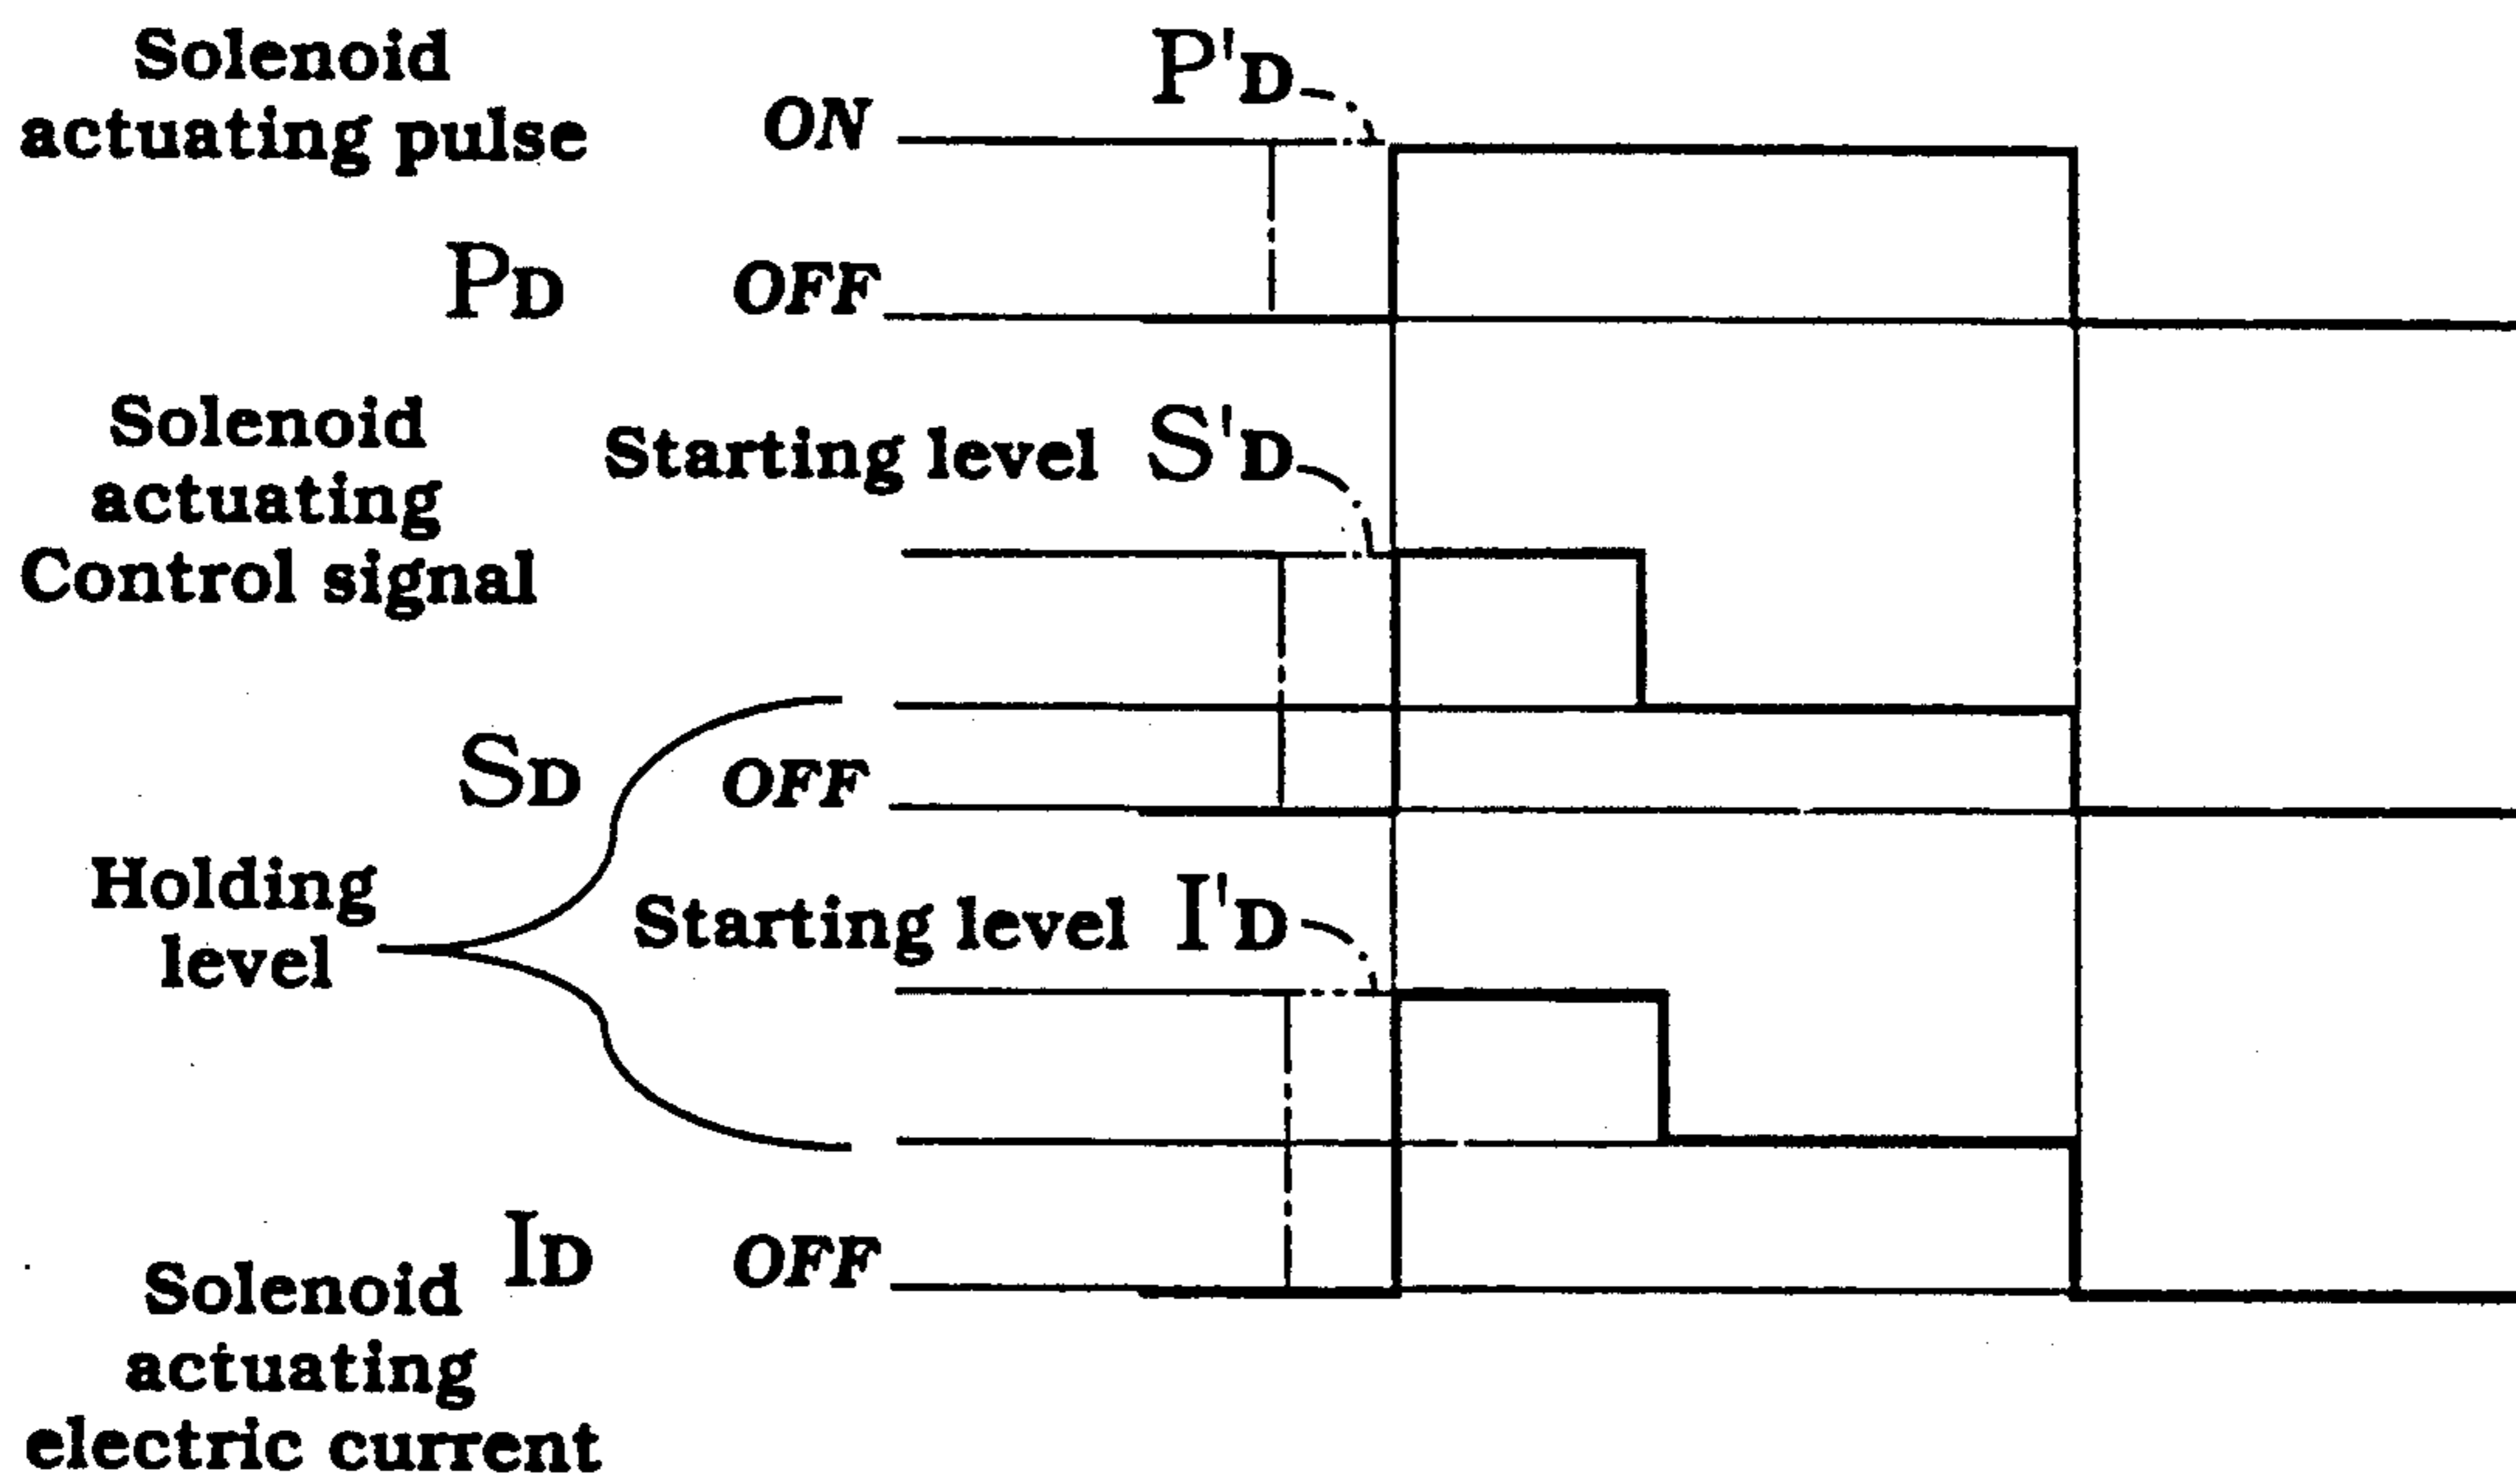 Solenoid
actuating pulse
ON
P'D
PD
OFF
Solenoid
actuating
Control signal
Starting level S'D
SD
OFF
Holding
level
Starting level I'D
ID
OFF
Solenoid
actuating
electric current